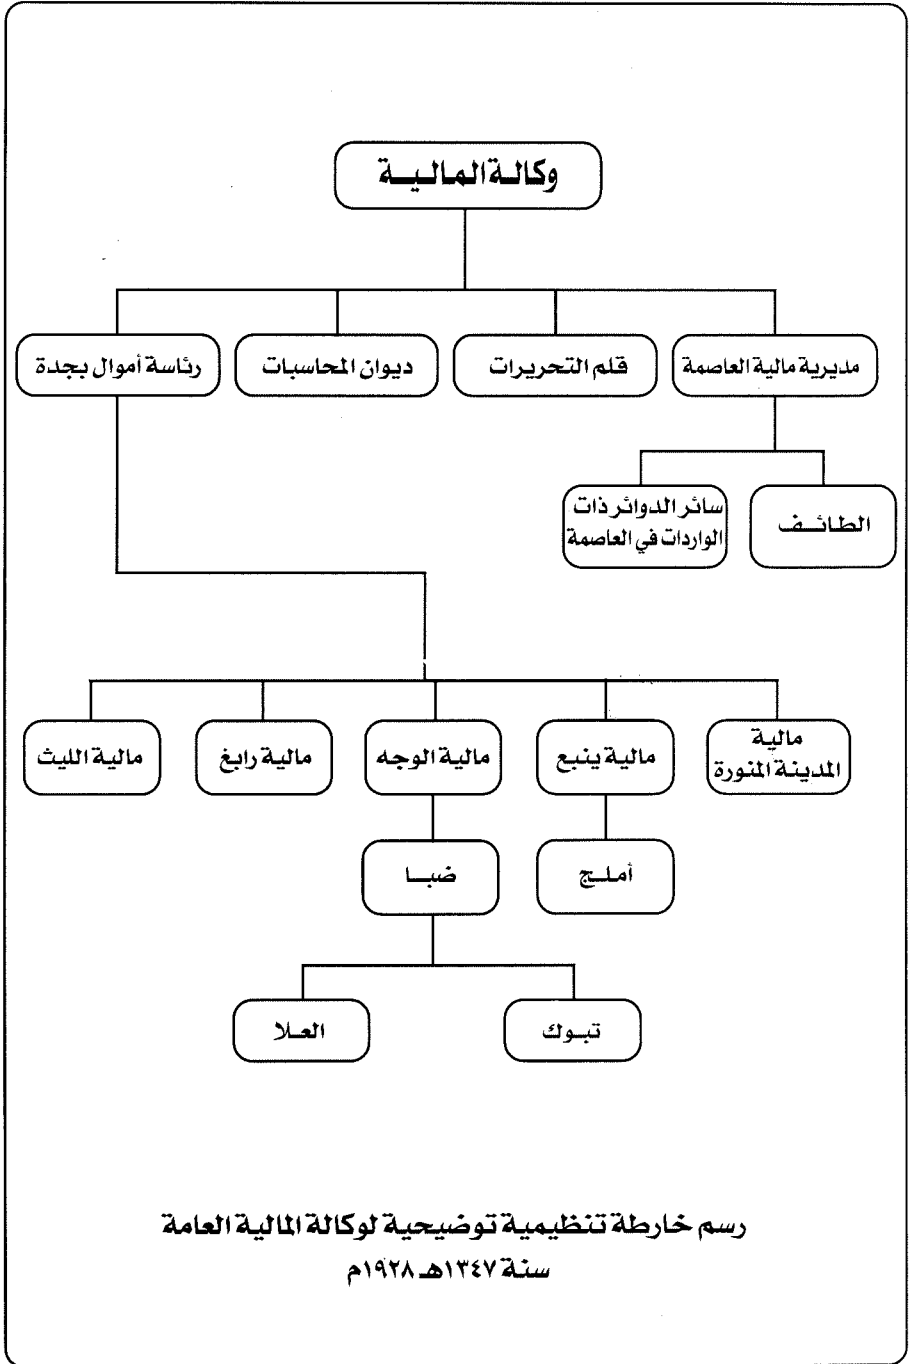 وكالة المالية
مديرية مالية العاصمة
قلم التحريرات
ديوان المحاسبات
رئاسة أموال بجدة
الطائف
سائر الدوائر ذات
الواردات في العاصمة
مالية
المدينة المنورة
مالية ينبع
مالية الوجه
مالية رابغ
مالية الليث
أملج
ضبا
تبوك
العلا
رسم خارطة تنظيمية توضيحية لوكالة المالية العامة
سنة ١٣٤٧هـ ١٩٢٨م